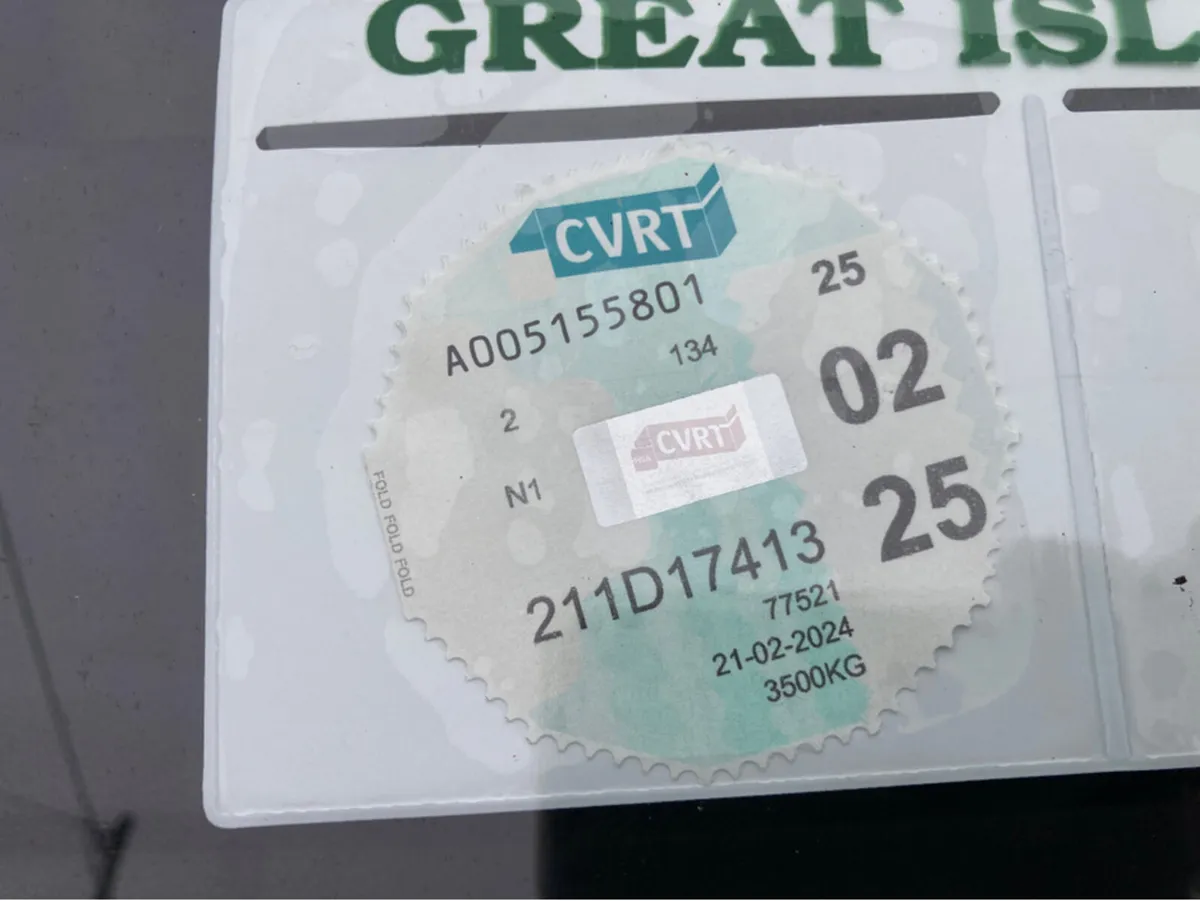 GREAT ISL
CVRT
A005155801
25
134
02
2
CVRT
N1
25
FOLD FOLD FOLD
211D17413
77521
21-02-2024
3500KG